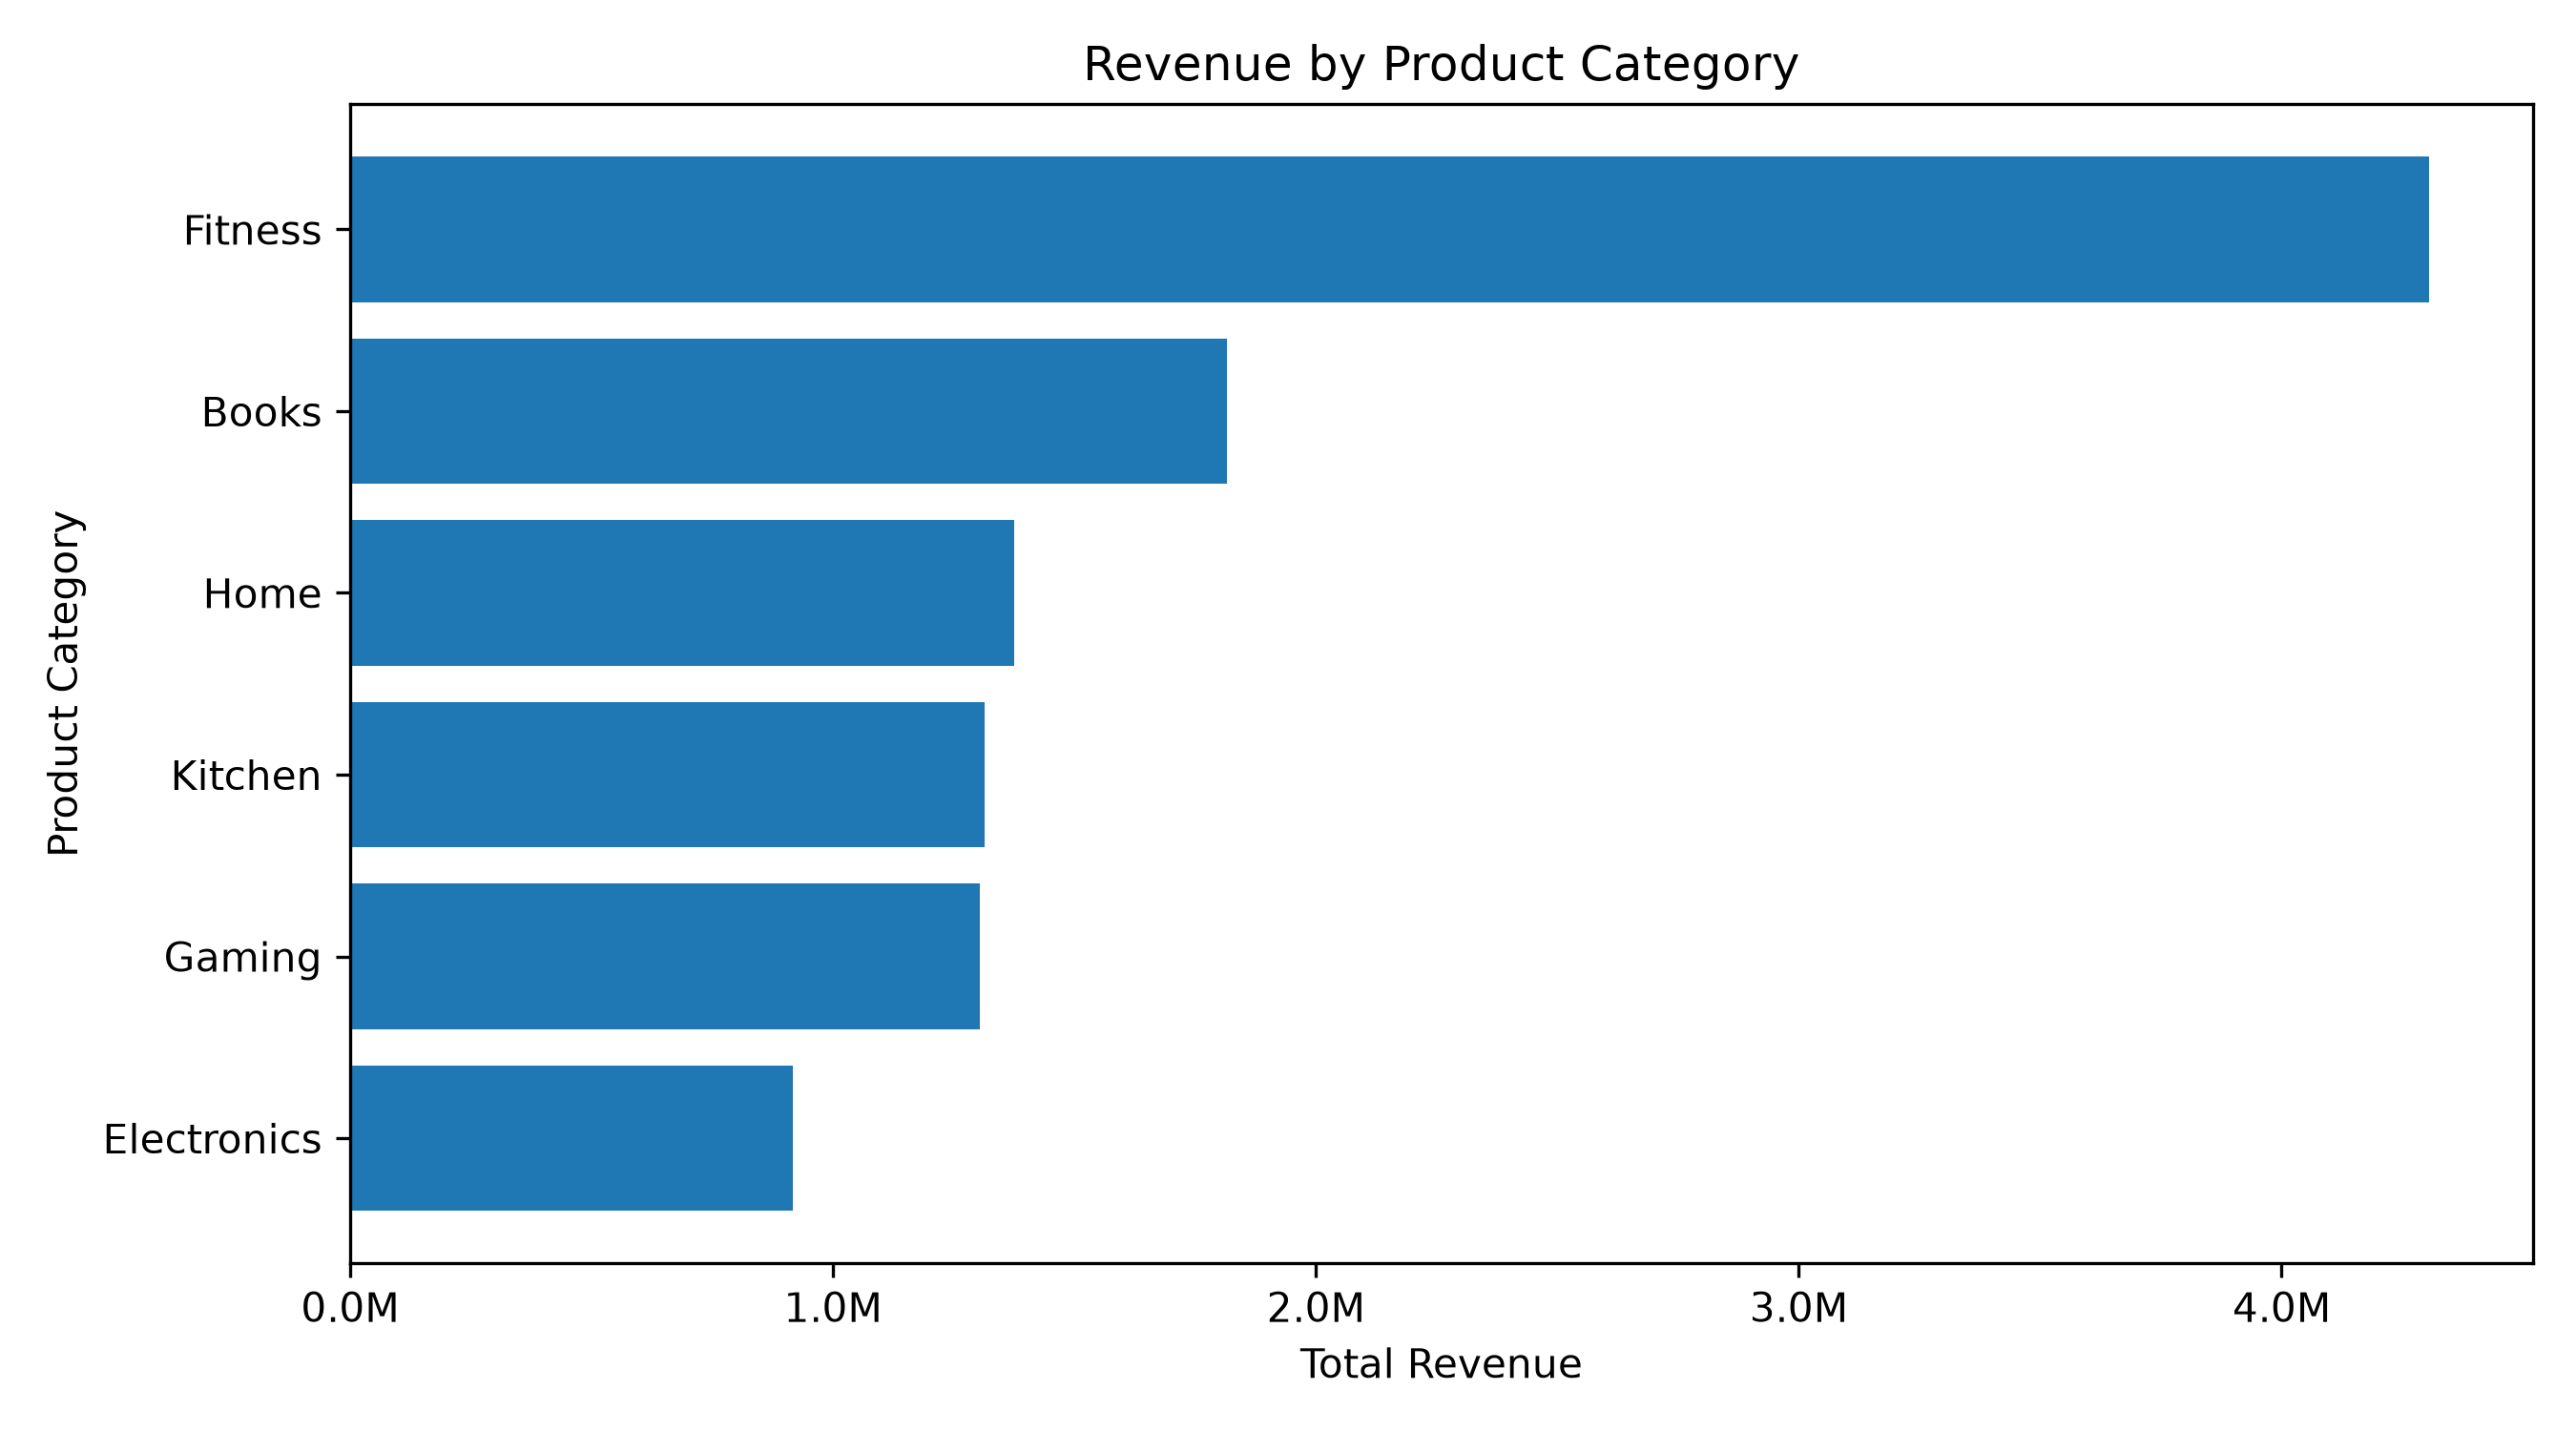 Revenue by Product Category
Product Category
Fitness
Books
Home
Kitchen
Gaming
Electronics
0.0M 1.0M 2.0M 3.0M 4.0M
Total Revenue